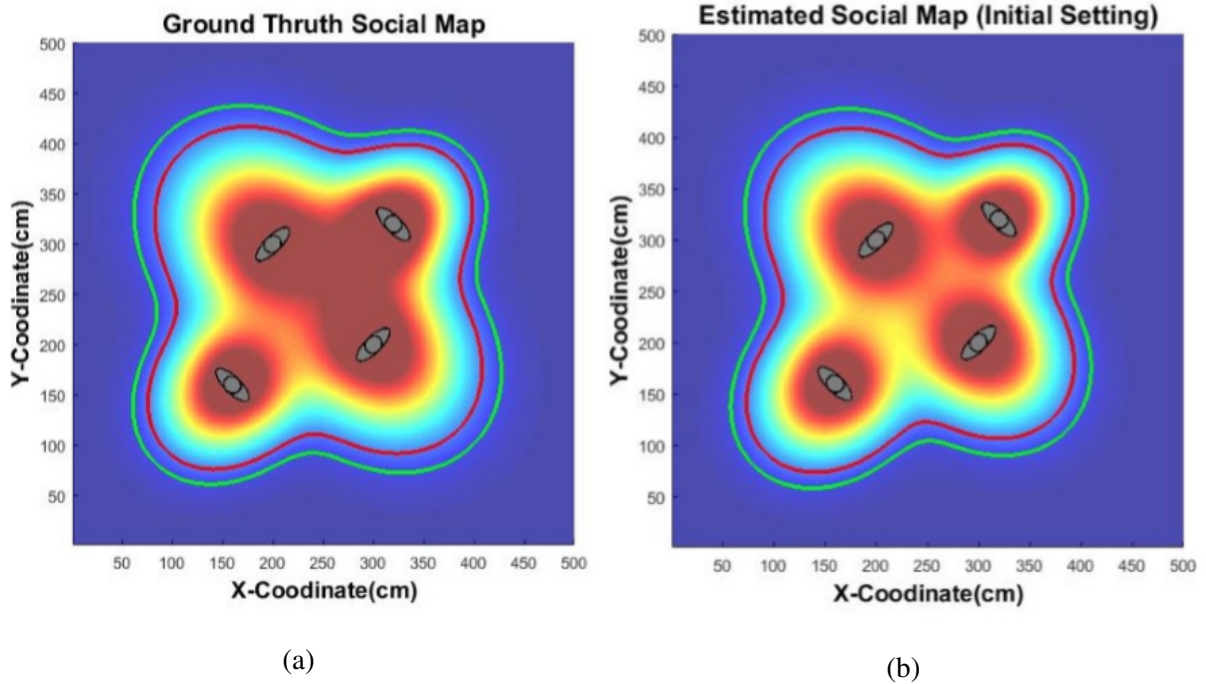 Ground Thruth Social Map
500
450
400
350
300
250
200
150
100
50
Y-Coodinate(cm)
50 100 150 200 250 300 350 400 450 500
X-Coodinate(cm)
(a)
Estimated Social Map (Initial Setting)
500
450
400
350
300
250
200
150
100
50
Y-Coodinate(cm)
50 100 150 200 250 300 350 400 450 500
X-Coodinate(cm)
(b)